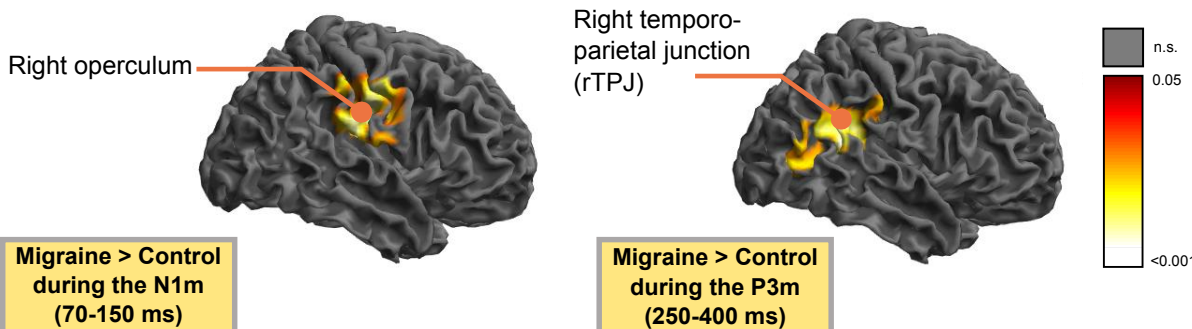 Right operculum
Right temporo-
parietal junction
(rTPJ)
n.s.
0.05
<0.001
Migraine > Control
during the N1m
(70-150 ms)
Migraine > Control
during the P3m
(250-400 ms)